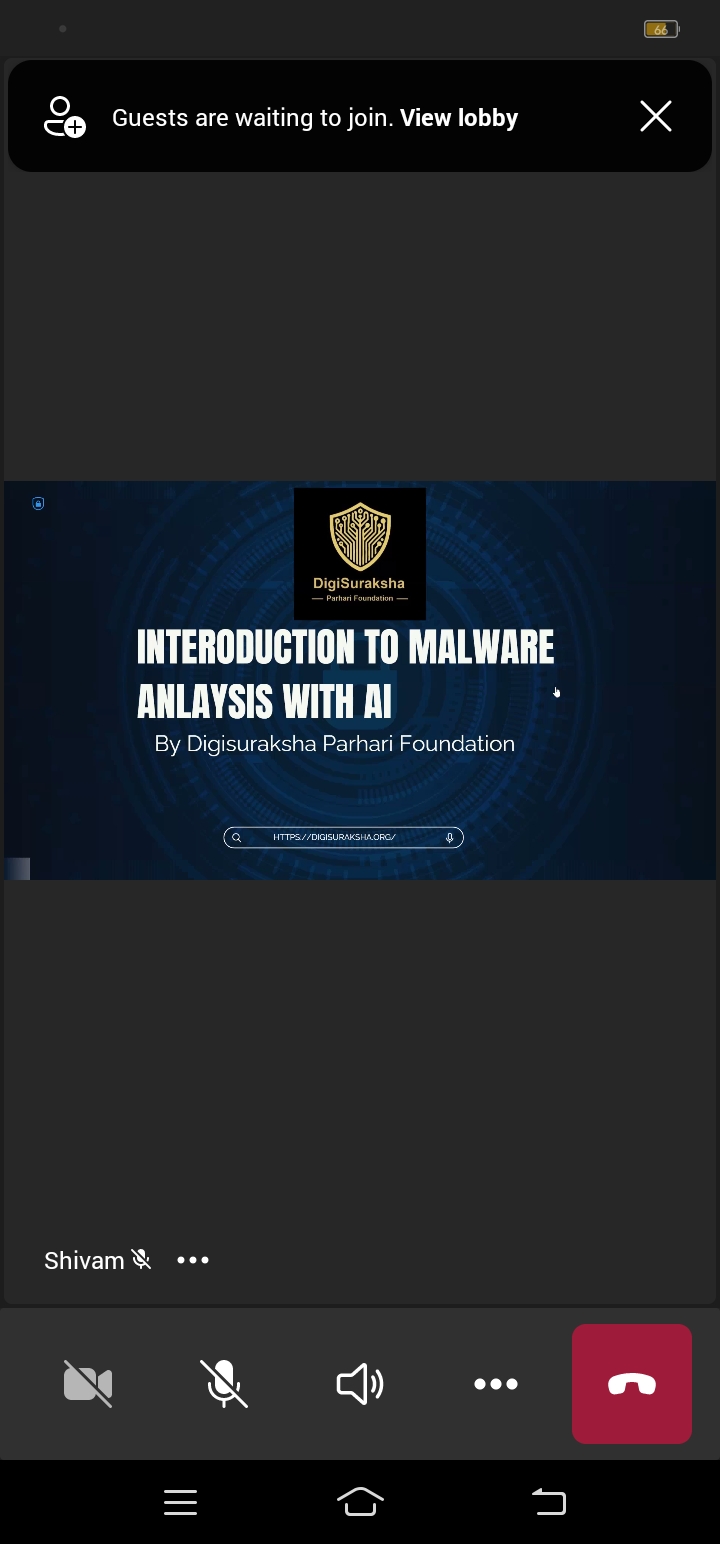 66
Guests are waiting to join. View lobby
DigiSuraksha
Parhari Foundation
INTERODUCTION TO MALWARE
ANLAYSIS WITH AI
By Digisuraksha Parhari Foundation
HTTPS://DIGISURAKSHA.ORG/
Shivam